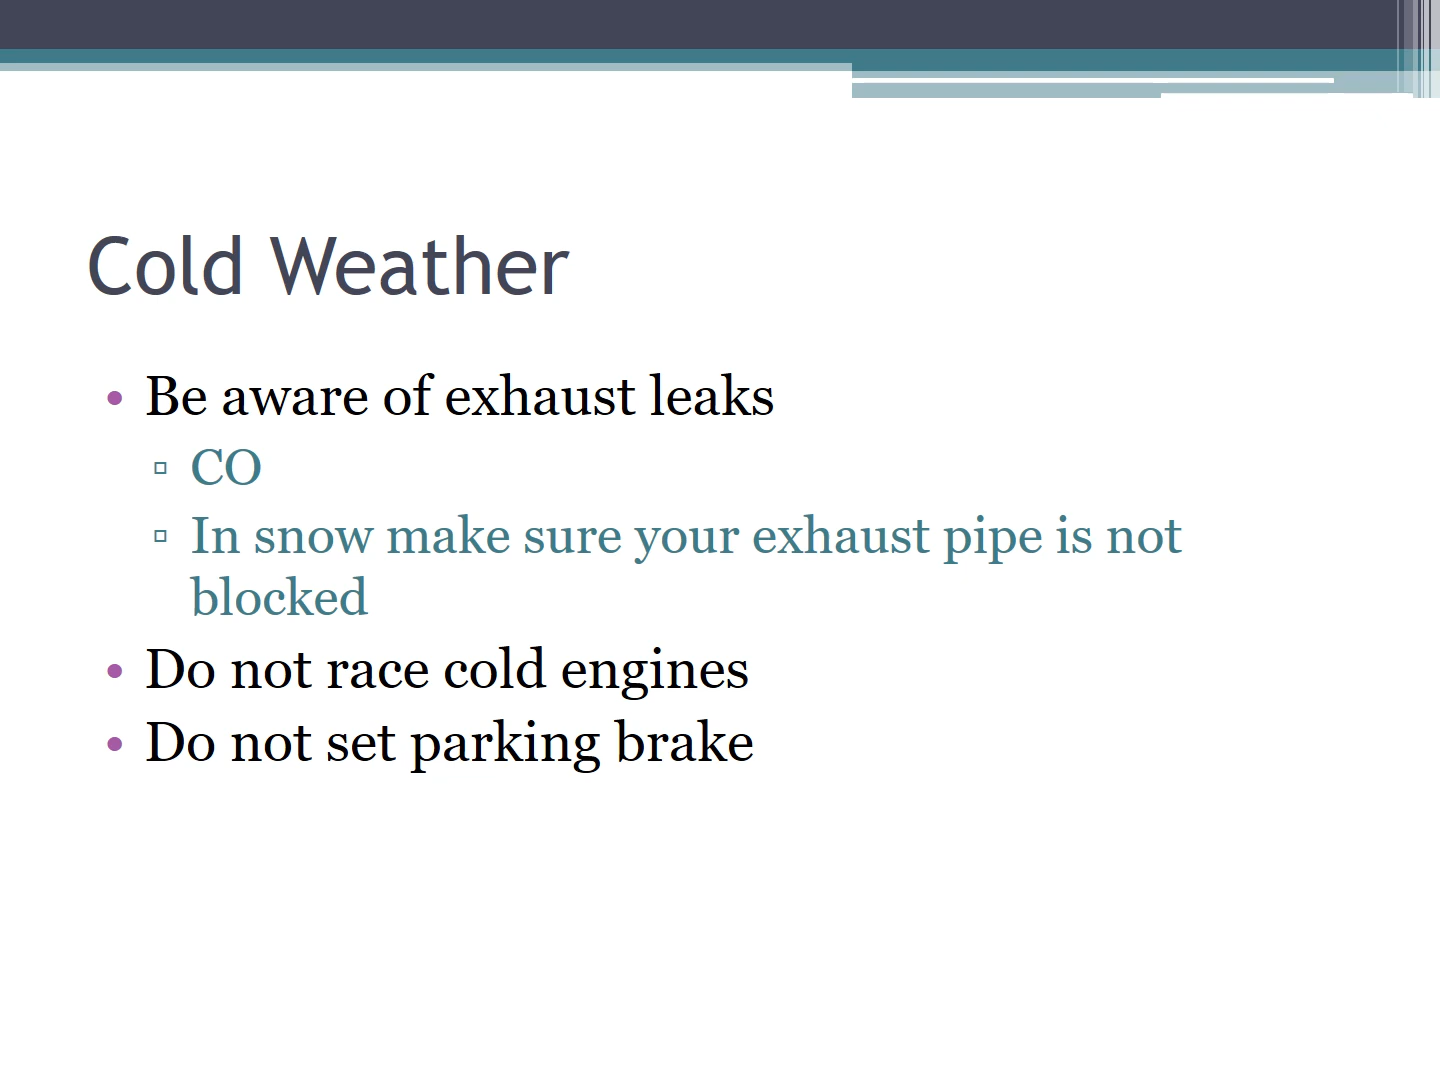 Cold Weather
• Be aware of exhaust leaks
▫ CO
▫ In snow make sure your exhaust pipe is not
blocked
• Do not race cold engines
• Do not set parking brake